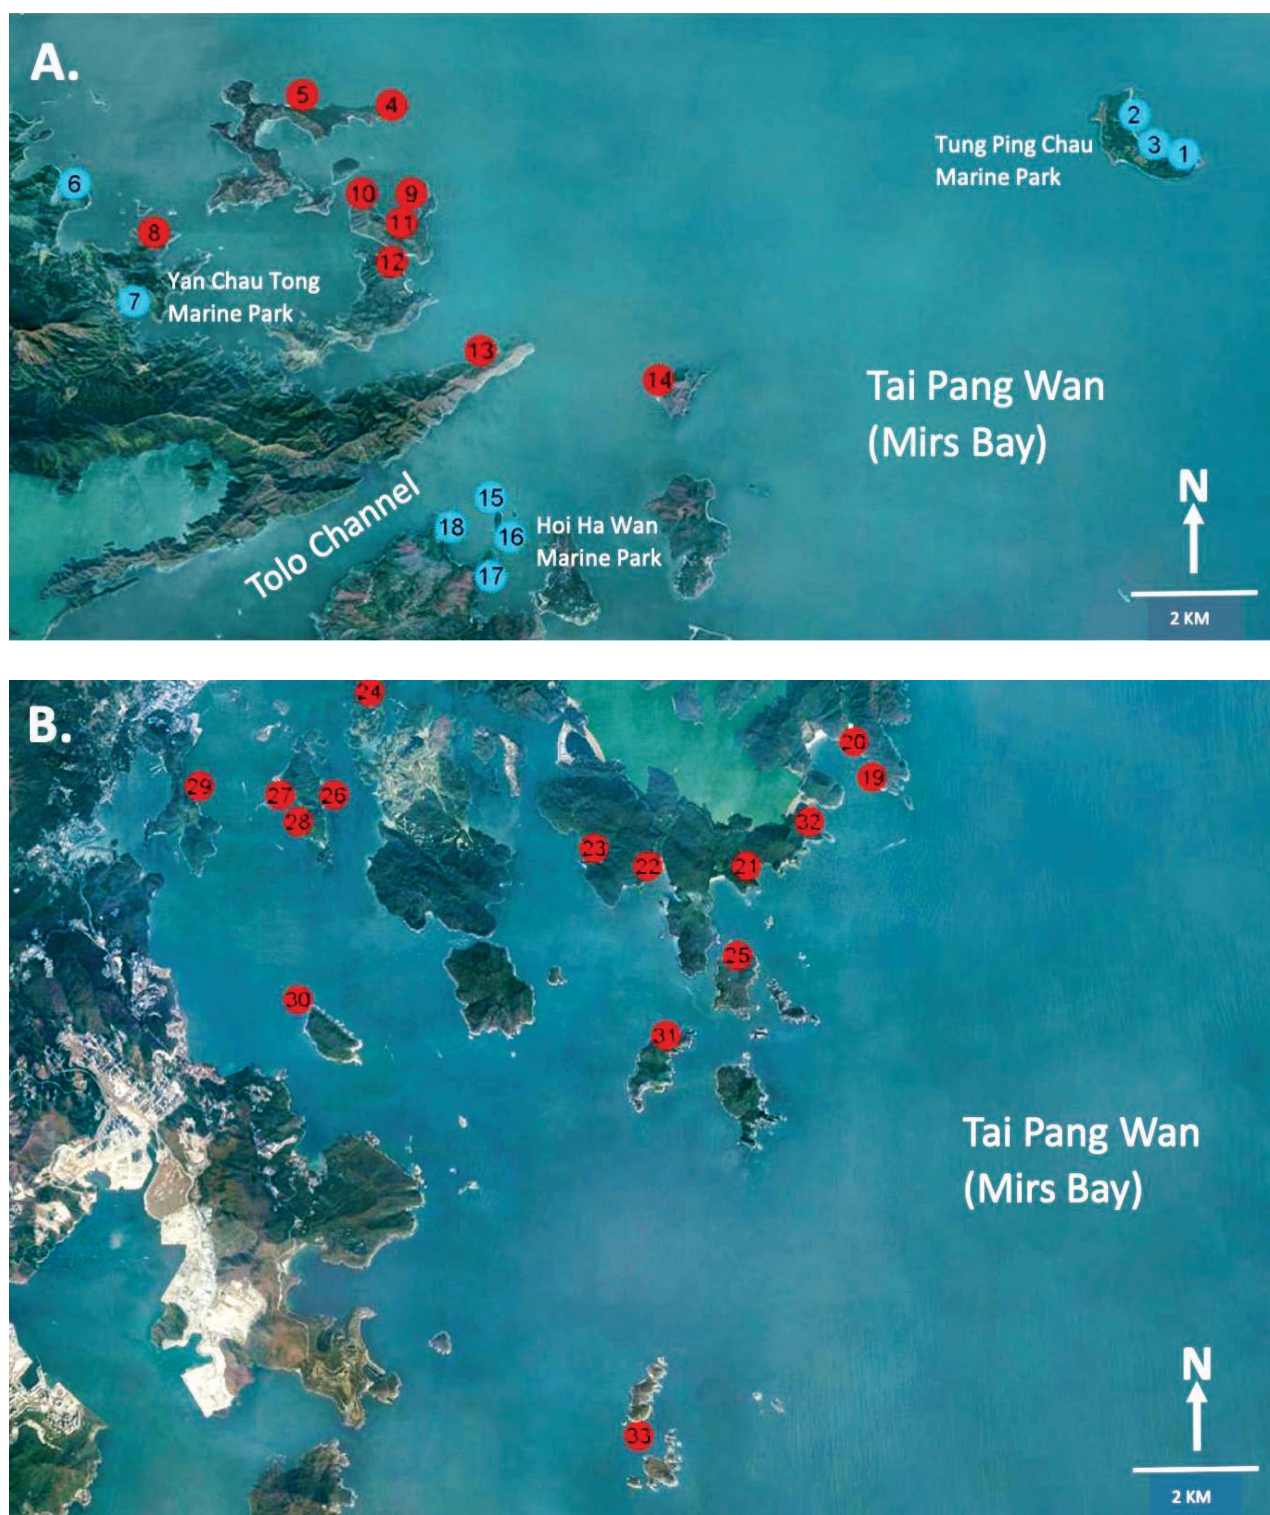 A.
5
4
2
3
1
Tung Ping Chau
Marine Park
6
10
9
8
11
12
Yan Chau Tong
Marine Park
7
13
14
Tai Pang Wan
(Mirs Bay)
Tolo Channel
15
18
16
Hoi Ha Wan
Marine Park
17
N
2 KM
B.
24
20
29
27
26
19
28
32
23
22
21
25
30
31
Tai Pang Wan
(Mirs Bay)
N
33
2 KM